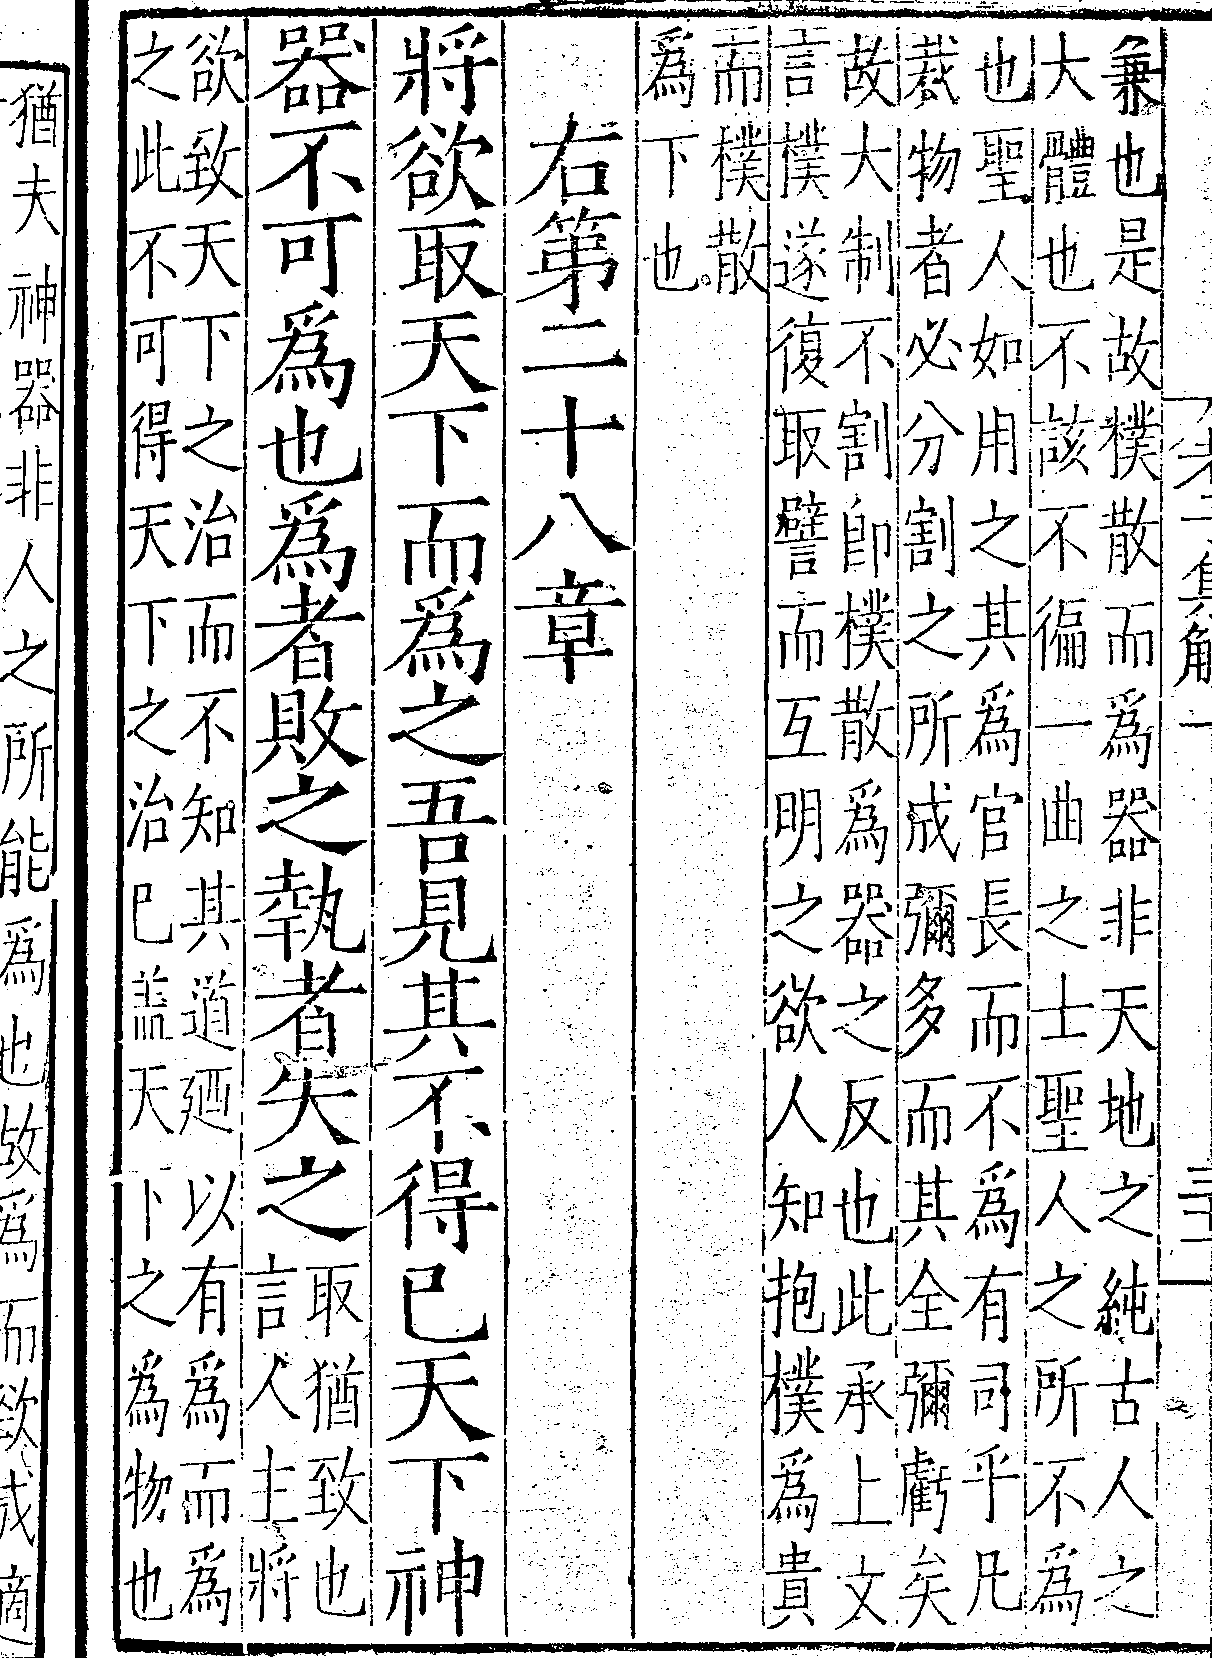 兼也是故樸散而爲器非天地之純古人之
大體也不該不徧一曲之士聖人之所不爲
也聖人如用之其爲官長而不爲有司乎凡
裁物者必分割之所成彌多而其全彌虧矣
故大制不割卽樸散爲器之反也此承上文
言樸遂復取譬而互明之欲人知抱樸爲貴
而樸散
爲下也
右第二十八章
將欲取天下而爲之吾見其不得已天下神
器不可爲也爲者敗之執者失之
取猶致也
言人主將
欲致天下之治而不知其道廼以有爲而爲
之此不可得天下之治已盖天下之爲物也
猶夫神器非人之所能爲也故爲而欲成適